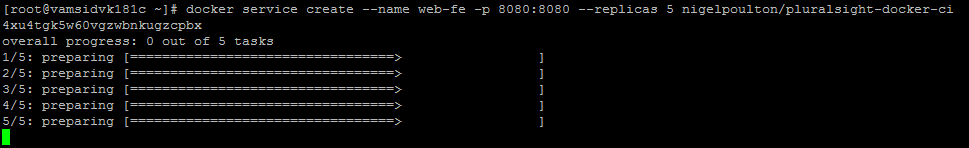 [root@vamsidvk181c ~]# docker service create --name web-fe -p 8080:8080 --replicas 5 nigelpoulton/pluralsight-docker-ci
4xu4tgk5w60vgzwbnkugzcpbx
overall progress: 0 out of 5 tasks
1/5: preparing [=================================>                 ]
2/5: preparing [=================================>                 ]
3/5: preparing [=================================>                 ]
4/5: preparing [=================================>                 ]
5/5: preparing [=================================>                 ]